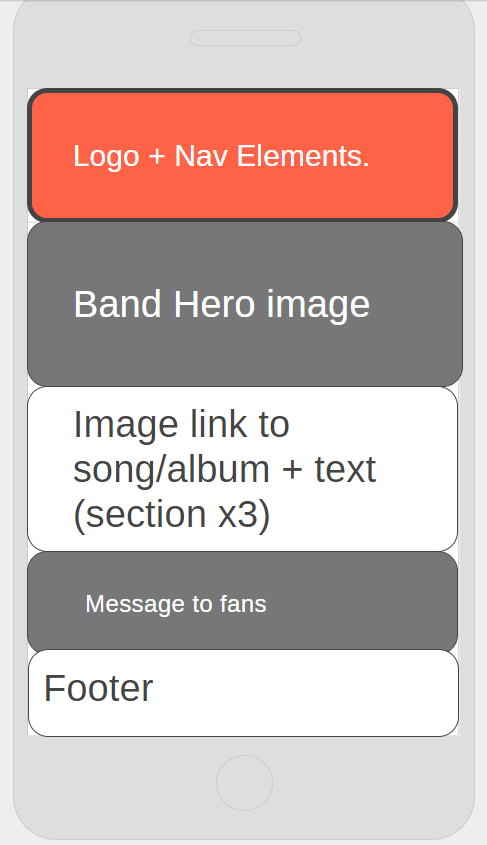 Logo + Nav Elements.
Band Hero image
Image link to
song/album + text
(section x3)
Message to fans
Footer